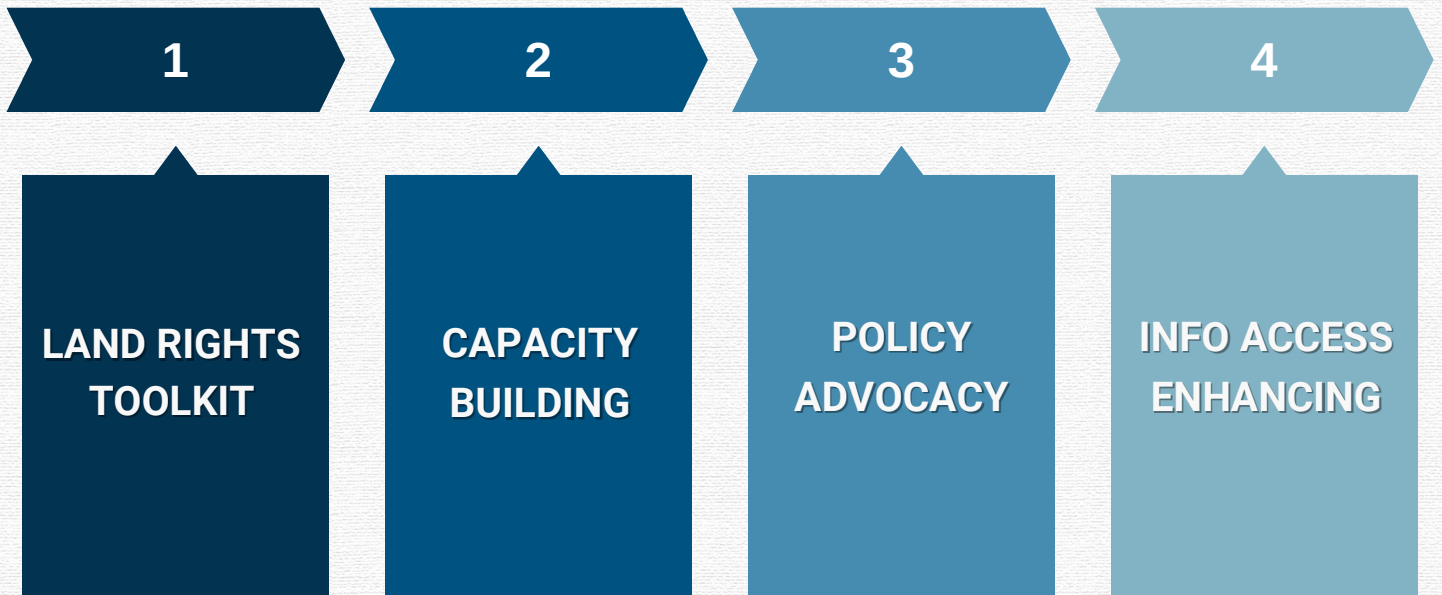 1
2
3
4
LAND RIGHTS
TOOLKIT
CAPACITY
BUILDING
POLICY
ADVOCACY
INFO ACCESS
ENHANCING